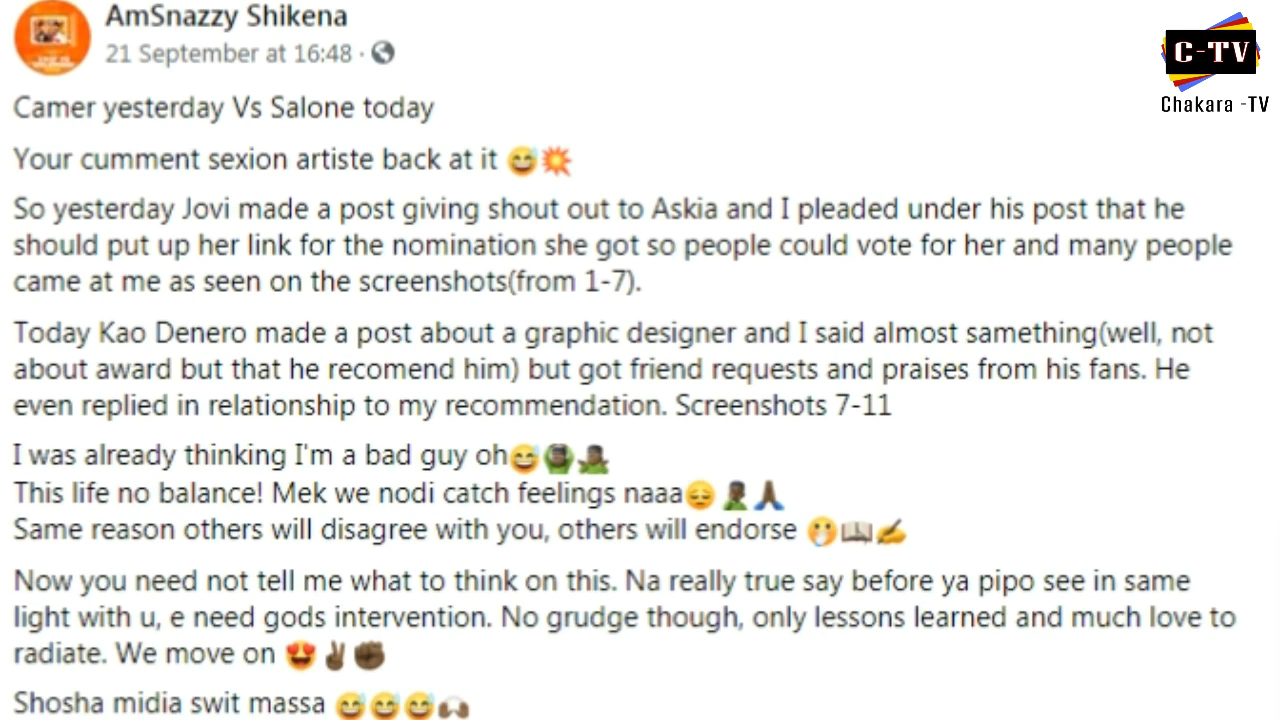 AmSnazzy Shikena
21 September at 16:48 ·
C-TV
Chakara -TV
Camer yesterday Vs Salone today
Your cumment sexion artiste back at it 😅💥
So yesterday Jovi made a post giving shout out to Askia and I pleaded under his post that he
should put up her link for the nomination she got so people could vote for her and many people
came at me as seen on the screenshots(from 1-7).
Today Kao Denero made a post about a graphic designer and I said almost samething(well, not
about award but that he recomend him) but got friend requests and praises from his fans. He
even replied in relationship to my recommendation. Screenshots 7-11
I was already thinking I'm a bad guy oh😅🙆🏿‍♂️🤷🏿‍♂️
This life no balance! Mek we nodi catch feelings naaa😔🤦🏿‍♂️🙏🏿
Same reason others will disagree with you, others will endorse 🤭📖✍️
Now you need not tell me what to think on this. Na really true say before ya pipo see in same
light with u, e need gods intervention. No grudge though, only lessons learned and much love to
radiate. We move on 😍✌🏿✊🏿
Shosha midia swit massa 😅😅😅🙌🏿